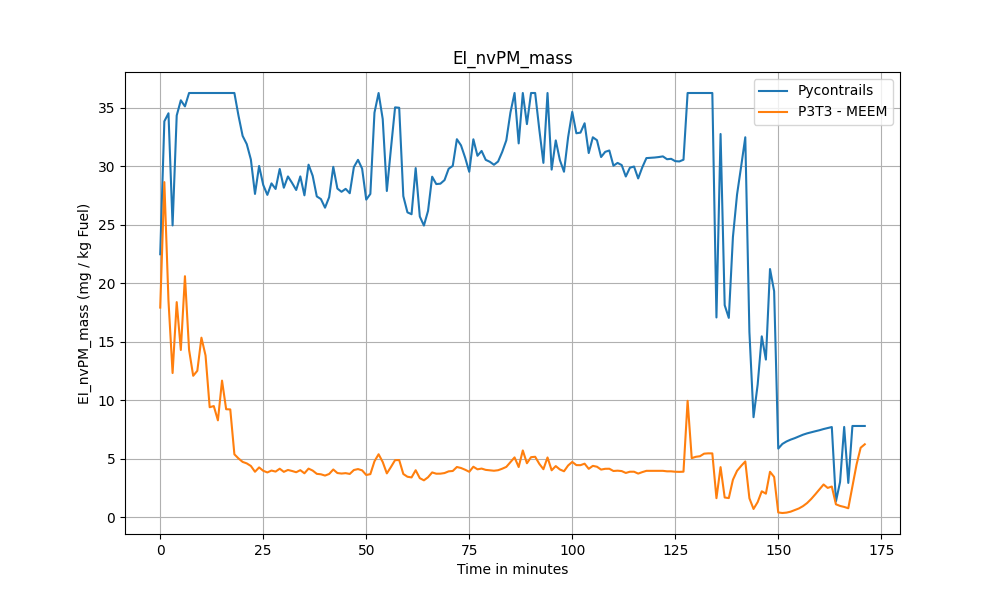 EI_nvPM_mass
Pycontrails
P3T3 - MEEM
EI_nvPM_mass (mg / kg Fuel)
35
30
25
20
15
10
5
0
0 25 50 75 100 125 150 175
Time in minutes